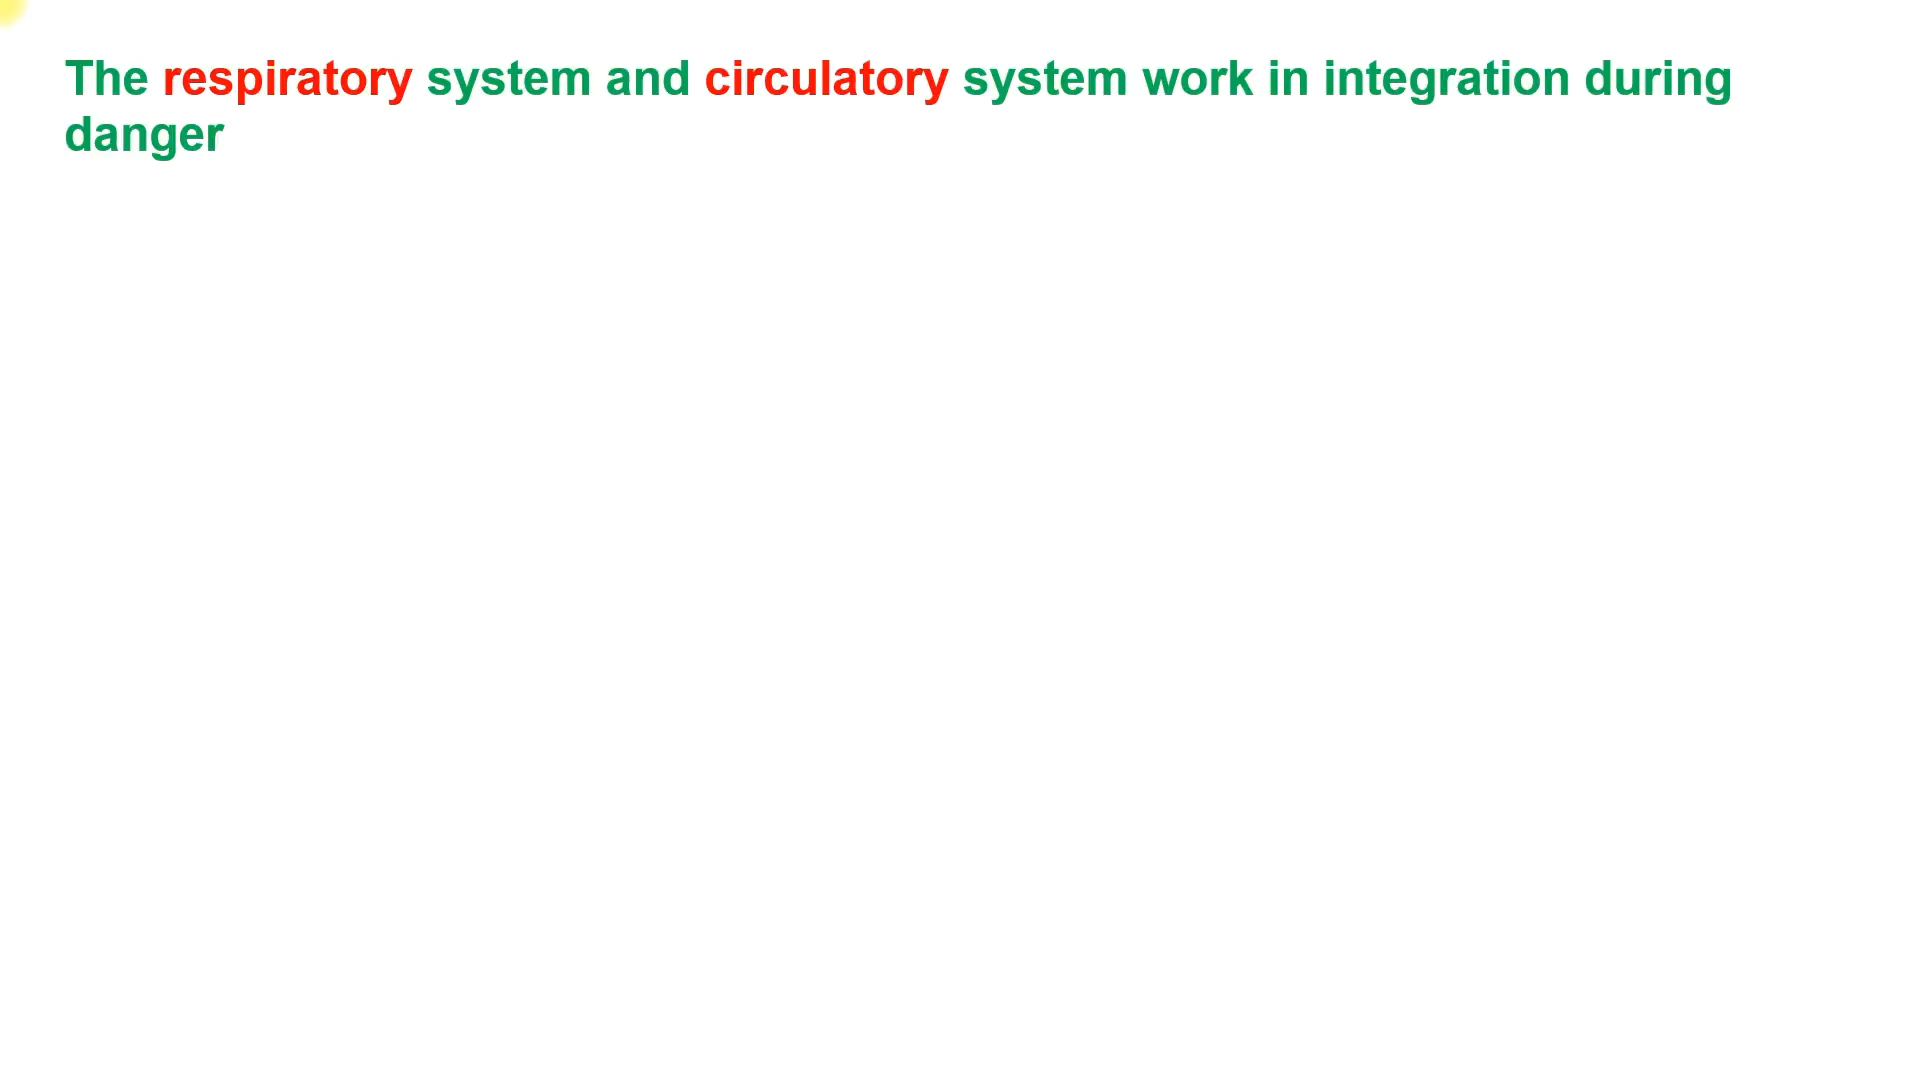 The respiratory system and circulatory system work in integration during
danger